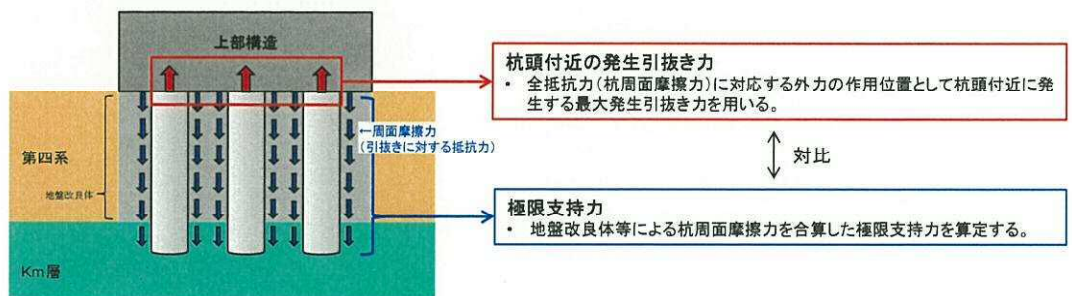 上部構造
第四系
地盤改良体
Km層
←周面摩擦力
(引抜きに対する抵抗力)
杭頭付近の発生引抜き力
• 全抵抗力(杭周面摩擦力)に対応する外力の作用位置として杭頭付近に発
生する最大発生引抜き力を用いる。
対比
極限支持力
• 地盤改良体等による杭周面摩擦力を合算した極限支持力を算定する。